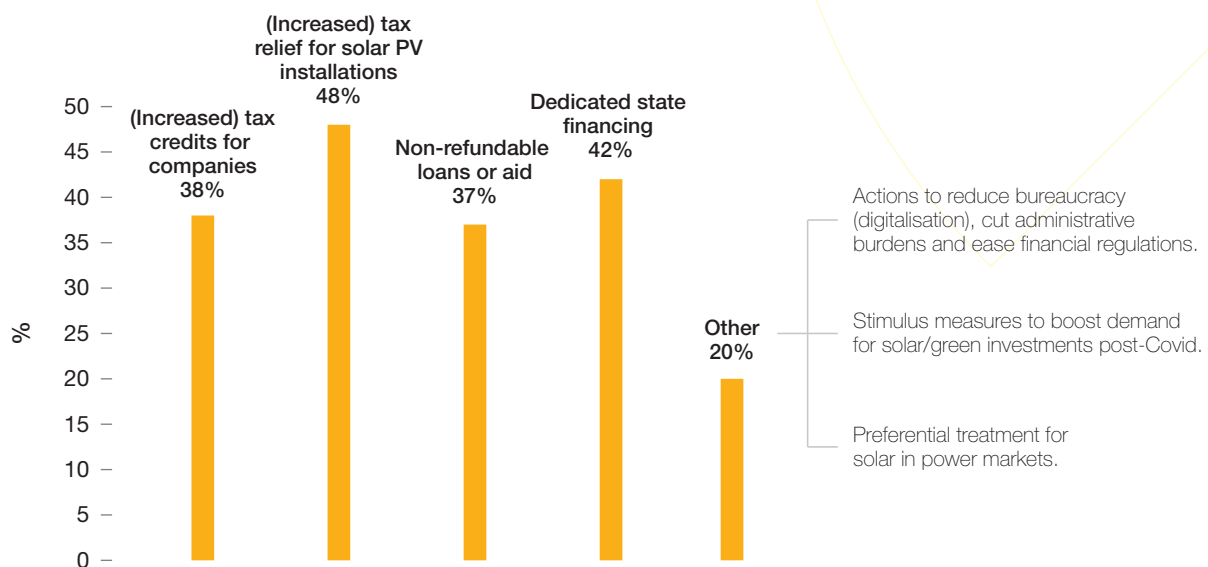 (Increased) tax
relief for solar PV
installations
48%
(Increased) tax
credits for
companies
38%
Non-refundable
loans or aid
37%
Dedicated state
financing
42%
Other
20%
50
45
40
35
30
25
20
15
10
5
0
%
Actions to reduce bureaucracy
(digitalisation), cut administrative
burdens and ease financial regulations.
Stimulus measures to boost demand
for solar/green investments post-Covid.
Preferential treatment for
solar in power markets.